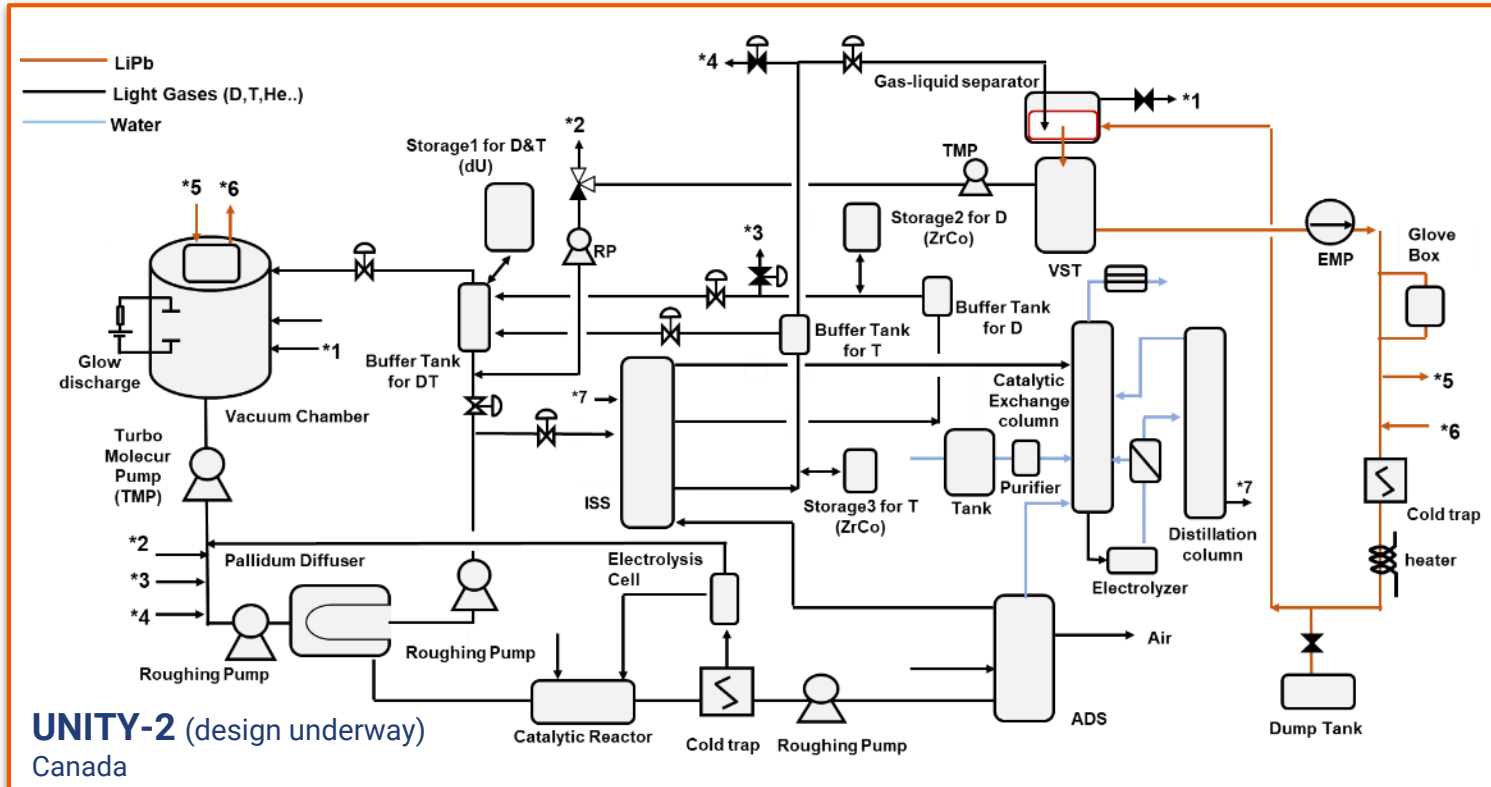 LiPb
Light Gases (D,T,He..)
Water
*4
Gas-liquid separator
*1
*2
Storage1 for D&T
(dU)
TMP
*5
*6
Storage2 for D
(ZrCo)
*3
RP
VST
EMP
Glove
Box
Glow
discharge
*1
Buffer Tank
for DT
Buffer Tank
for T
Buffer Tank
for D
Vacuum Chamber
*7
Catalytic
Exchange
column
*5
*6
Turbo
Molecur
Pump
(TMP)
ISS
Storage3 for T
(ZrCo)
Tank
Purifier
*7
Distillation
column
Cold trap
*2
Pallidum Diffuser
Electrolysis
Cell
Electrolyzer
heater
*3
*4
Roughing Pump
Roughing Pump
Air
UNITY-2 (design underway)
Canada
Catalytic Reactor
Cold trap
Roughing Pump
ADS
Dump Tank